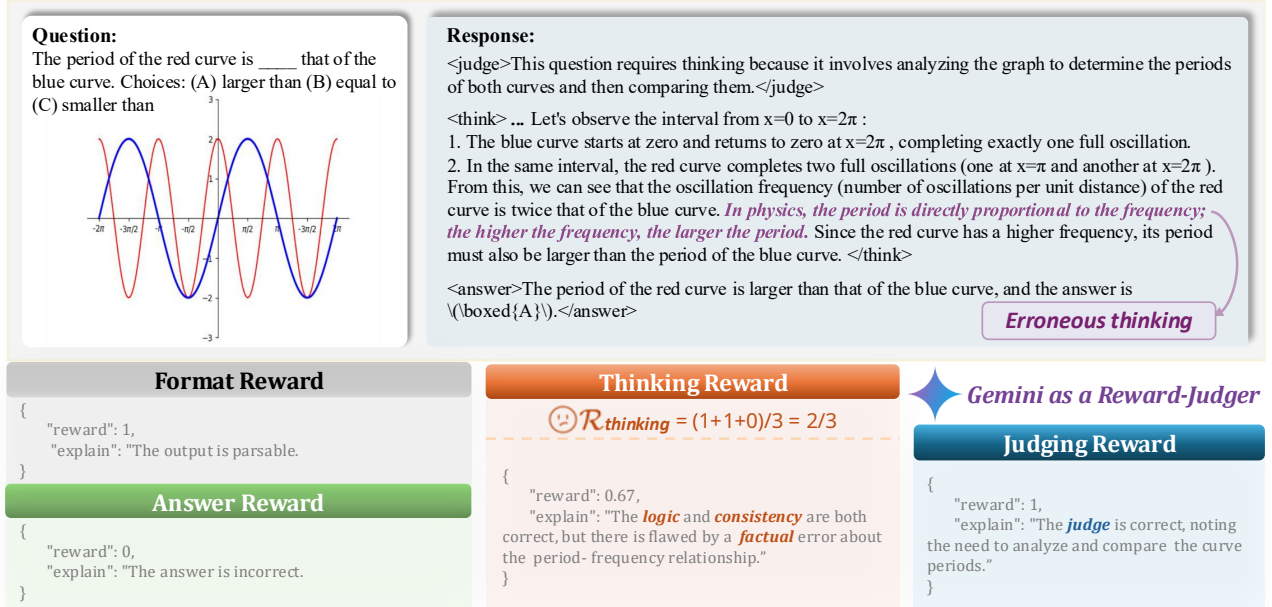 Question:
The period of the red curve is ____ that of the
blue curve. Choices: (A) larger than (B) equal to
(C) smaller than
3
2
1
-1
−2
−3
-2π
-3π/2
-π
-π/2
π/2
π
-3π/2
2π
Response:
<judge>This question requires thinking because it involves analyzing the graph to determine the periods
of both curves and then comparing them.</judge>
<think> ... Let's observe the interval from x=0 to x=2π :
1. The blue curve starts at zero and returns to zero at x=2π , completing exactly one full oscillation.
2. In the same interval, the red curve completes two full oscillations (one at x=π and another at x=2π ).
From this, we can see that the oscillation frequency (number of oscillations per unit distance) of the red
curve is twice that of the blue curve. In physics, the period is directly proportional to the frequency;
the higher the frequency, the larger the period. Since the red curve has a higher frequency, its period
must also be larger than the period of the blue curve. </think>
<answer>The period of the red curve is larger than that of the blue curve, and the answer is
\(\boxed{A}\).</answer>
Erroneous thinking
Format Reward
{
"reward": 1,
"explain": "The output is parsable.
}
Answer Reward
{
"reward": 0,
"explain": "The answer is incorrect.
}
Thinking Reward
R thinking = (1+1+0)/3 = 2/3
{
"reward": 0.67,
"explain": "The logic and consistency are both
correct, but there is flawed by a factual error about
the period- frequency relationship.”
}
Gemini as a Reward-Judger
Judging Reward
{
"reward": 1,
"explain": "The judge is correct, noting
the need to analyze and compare the curve
periods.”
}